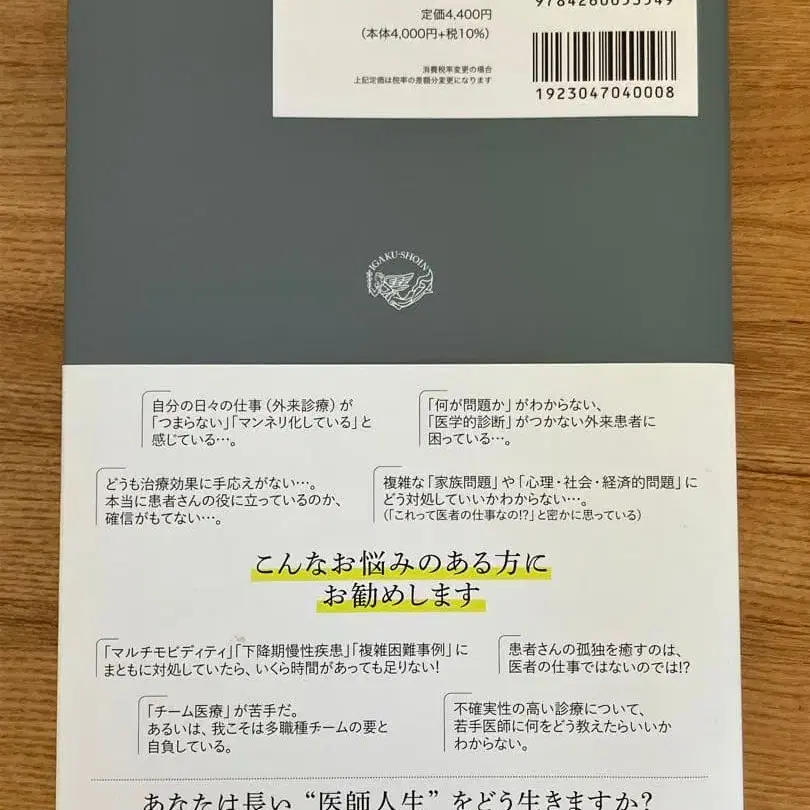 定価4,400円
(本体4,000円+税10%)
消費税率変更の場合
上記定価は税率の差額分変更になります
1923047040008
IGAKU-SHOIN
自分の日々の仕事(外来診療)が
「つまらない」「マンネリ化している」と
感じている…。
「何が問題か」がわからない、
「医学的診断」がつかない外来患者に
困っている…。
どうも治療効果に手応えがない…。
本当に患者さんの役に立っているのか、
確信がもてない…。
複雑な「家族問題」や「心理・社会・経済的問題」に
どう対処していいかわからない…。
(「これって医者の仕事なの!?」と密かに思っている)
こんなお悩みのある方に
お勧めします
「マルチモビディティ」「下降期慢性疾患」「複雑困難事例」に
まともに対処していたら、いくら時間があっても足りない!
患者さんの孤独を癒すのは、
医者の仕事ではないのでは!?
「チーム医療」が苦手だ。
あるいは、我こそは多職種チームの要と
自負している。
不確実性の高い診療について、
若手医師に何をどう教えたらいいか
わからない。
あなたは長い“医師人生”をどう生きますか?